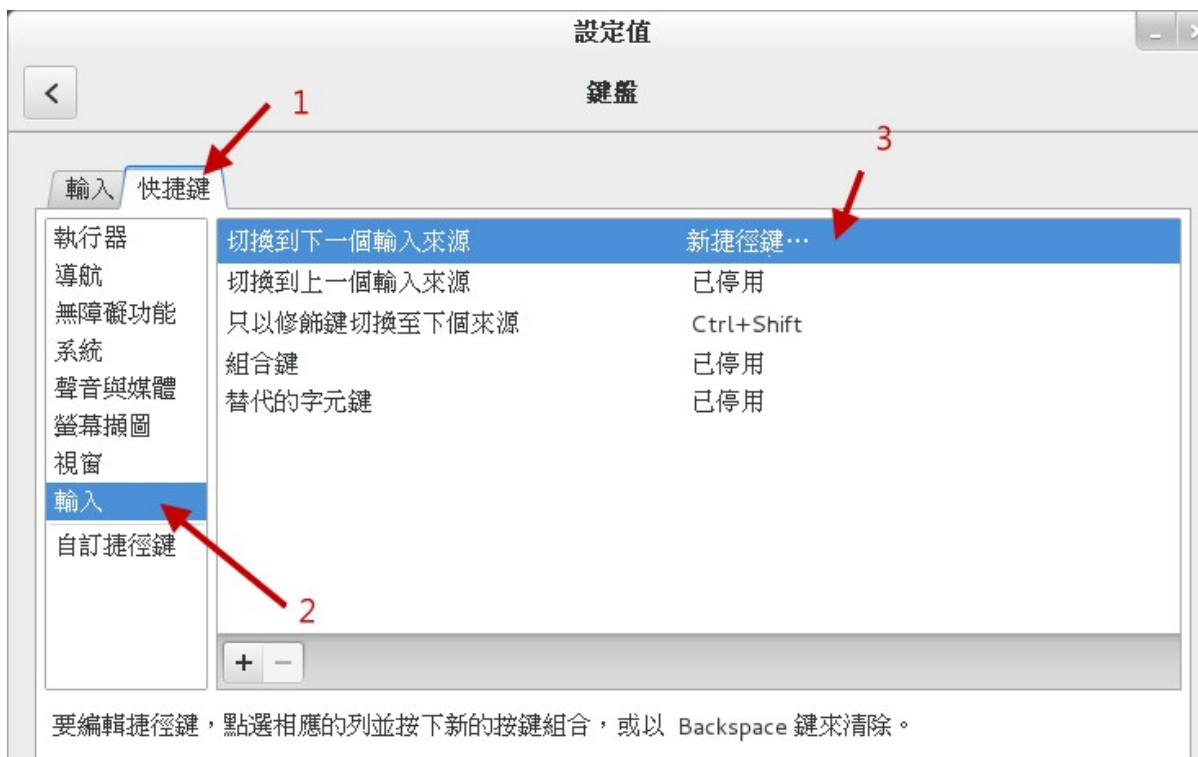 設定值
鍵盤
1
3
輸入 快捷鍵
執行器
導航
無障礙功能
系統
聲音與媒體
螢幕擷圖
視窗
輸入
自訂捷徑鍵
切換到下一個輸入來源 新捷徑鍵…
切換到上一個輸入來源 已停用
只以修飾鍵切換至下個來源 Ctrl+Shift
組合鍵 已停用
替代的字元鍵 已停用
2
要編輯捷徑鍵，點選相應的列並按下新的按鍵組合，或以 Backspace 鍵來清除。